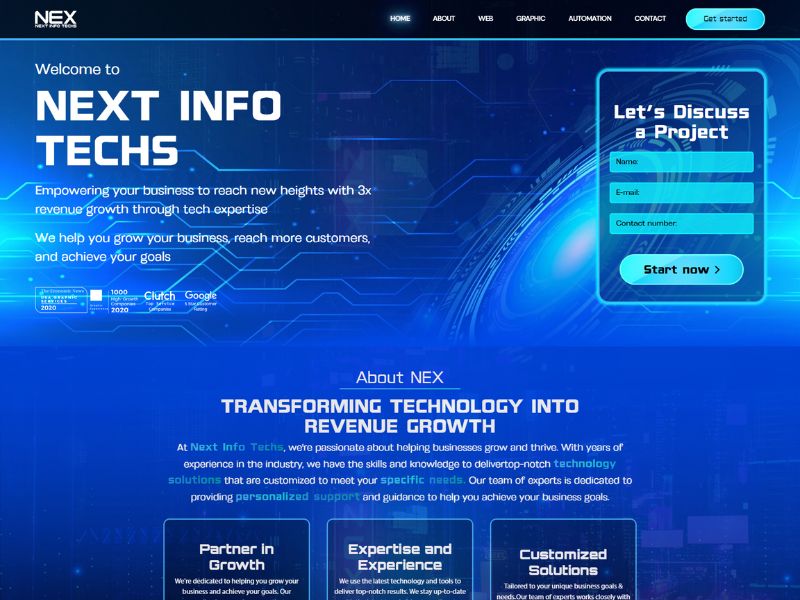 NEX
NEXT INFO TECHS
HOME ABOUT WEB GRAPHIC AUTOMATION CONTACT Get started
Welcome to
NEXT INFO
TECHS
Empowering your business to reach new heights with 3x
revenue growth through tech expertise
We help you grow your business, reach more customers,
and achieve your goals
The Economic News
USA GRAPHIC
SERVICES
2020
1000
High-Growth
Companies
2020
Clutch
Top Service
Companies
Google
5 Star Customer
Rating
Let's Discuss
a Project
Name:
E-mail:
Contact number:
Start now >
About NEX
TRANSFORMING TECHNOLOGY INTO
REVENUE GROWTH
At Next Info Techs, we're passionate about helping businesses grow and thrive. With years of
experience in the industry, we have the skills and knowledge to delivertop-notch technology
solutions that are customized to meet your specific needs. Our team of experts is dedicated to
providing personalized support and guidance to help you achieve your business goals.
Partner in
Growth
We're dedicated to helping you grow your
business and achieve your goals. Our
Expertise and
Experience
We use the latest technology and tools to
deliver top-notch results. We stay up-to-date
Customized
Solutions
Tailored to your unique business goals &
needs.Our team of experts works closely with